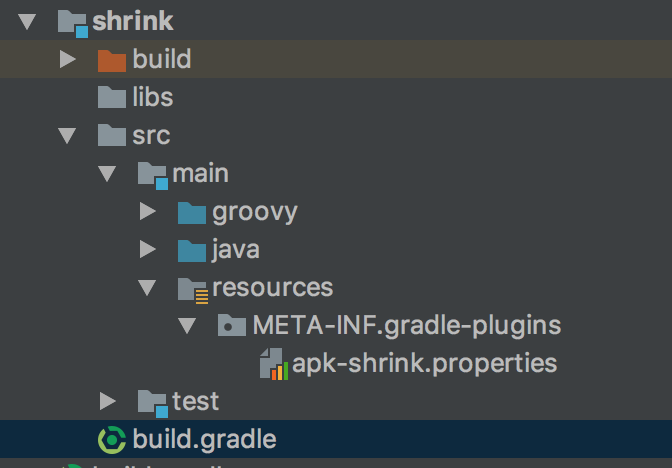 shrink
build
libs
src
main
groovy
java
resources
META-INF.gradle-plugins
apk-shrink.properties
test
build.gradle